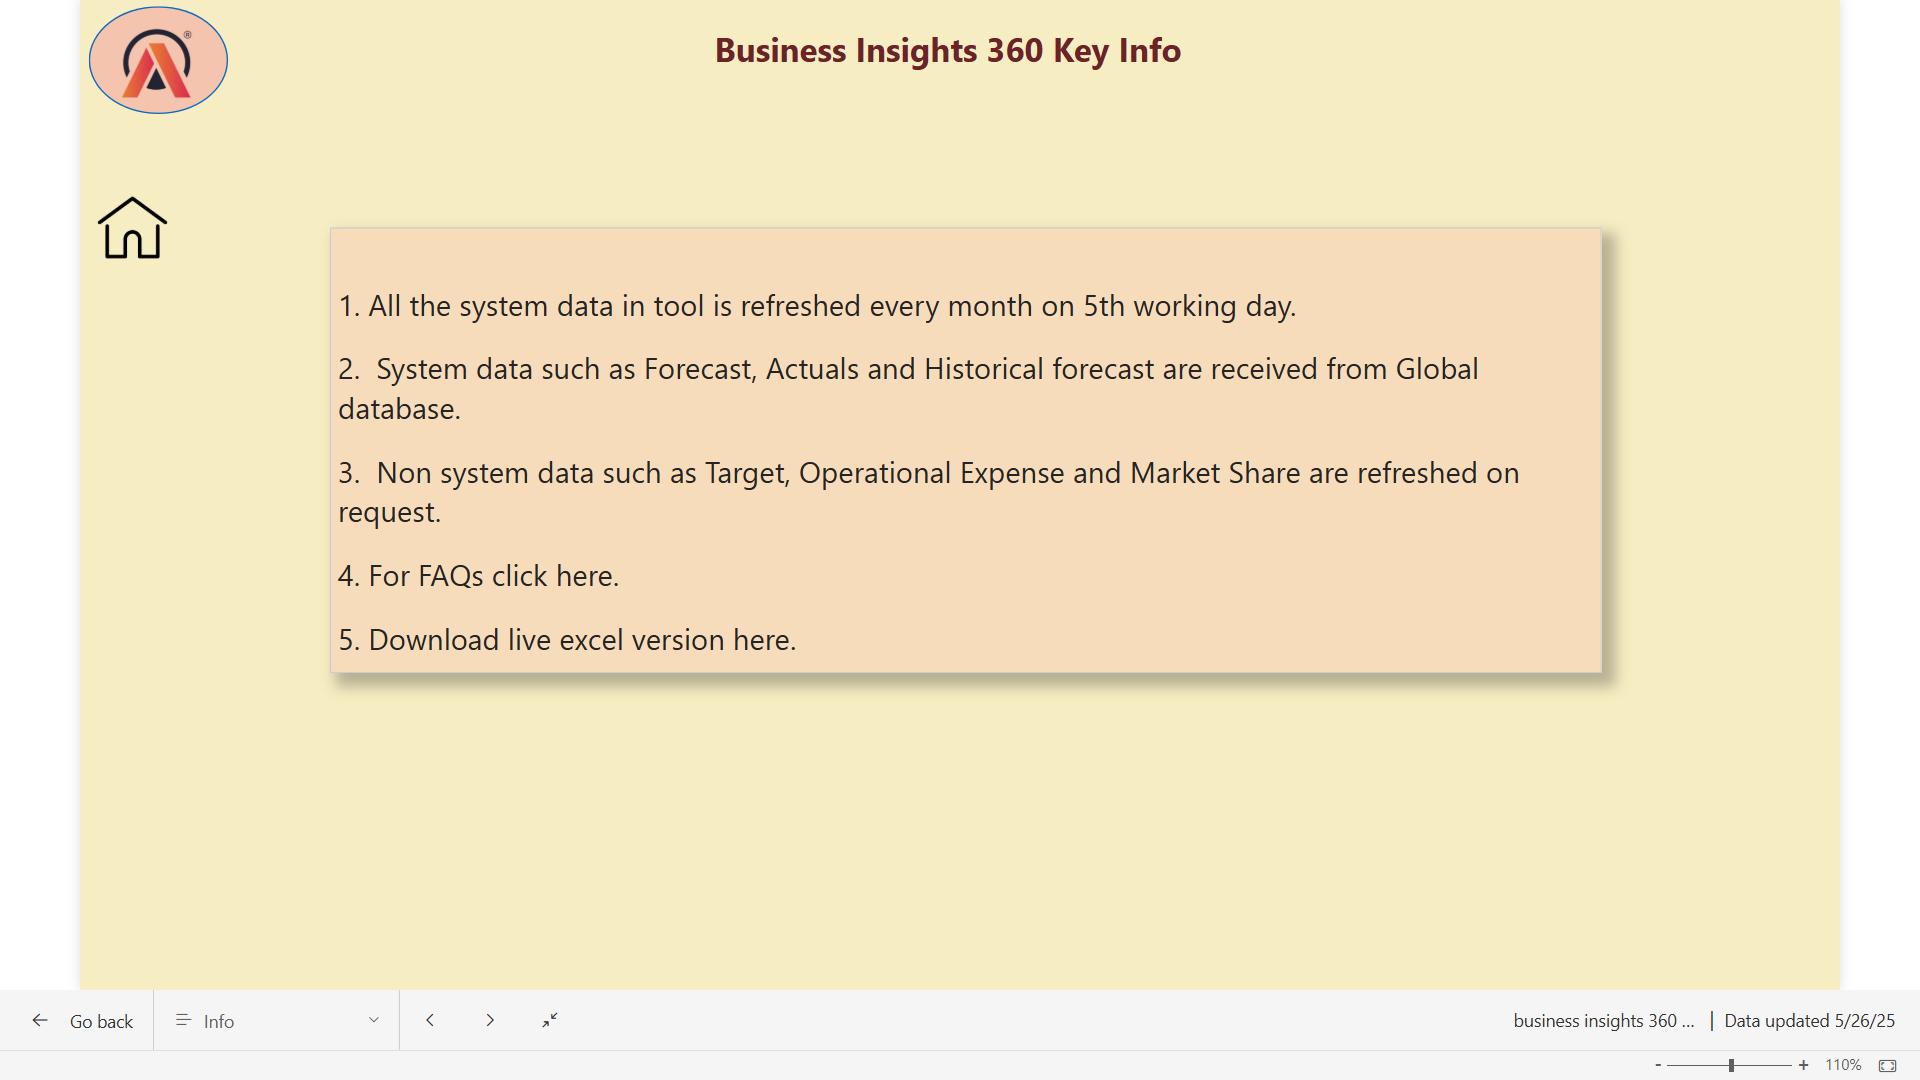 ®
Business Insights 360 Key Info
1. All the system data in tool is refreshed every month on 5th working day.
2.  System data such as Forecast, Actuals and Historical forecast are received from Global
database.
3.  Non system data such as Target, Operational Expense and Market Share are refreshed on
request.
4. For FAQs click here.
5. Download live excel version here.
Go back
Info
business insights 360 ... | Data updated 5/26/25
- + 110%